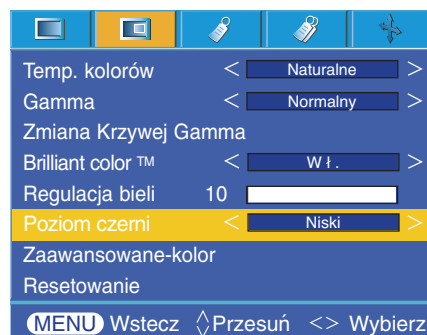 Temp. kolorów < Naturalne >
Gamma < Normalny >
Zmiana Krzywej Gamma
Brilliant color TM < Wł. >
Regulacja bieli 10
Poziom czerni < Niski >
Zaawansowane-kolor
Resetowanie
MENU Wstecz Przesuń <> Wybierz